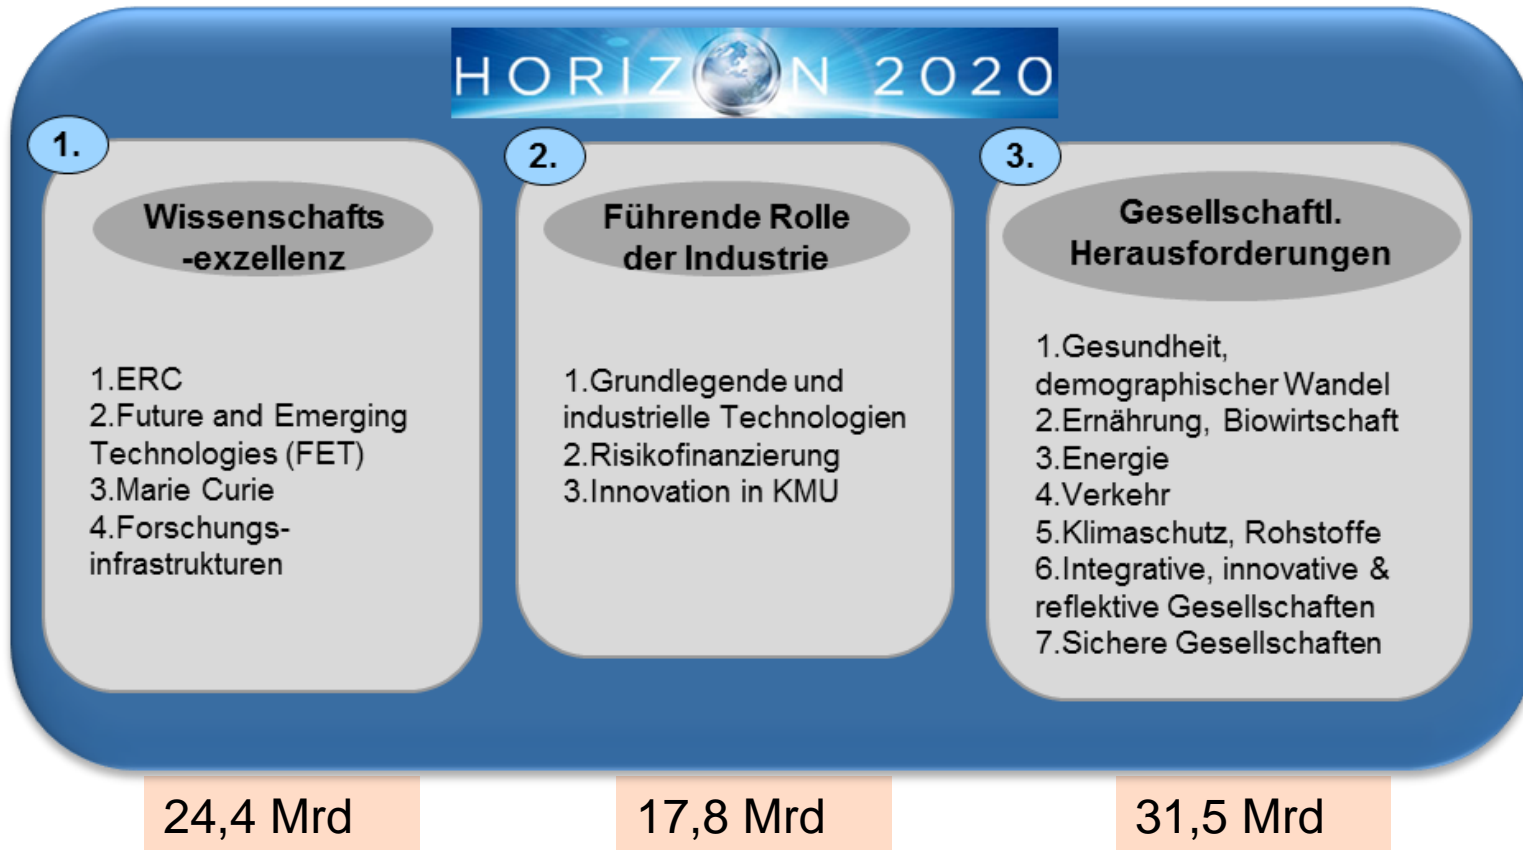 HORIZON 2020
1.
Wissenschafts
-exzellenz
1.ERC
2.Future and Emerging
Technologies (FET)
3.Marie Curie
4.Forschungs-
infrastrukturen
2.
Führende Rolle
der Industrie
1.Grundlegende und
industrielle Technologien
2.Risikofinanzierung
3.Innovation in KMU
3.
Gesellschaftl.
Herausforderungen
1.Gesundheit,
demographischer Wandel
2.Ernährung, Biowirtschaft
3.Energie
4.Verkehr
5.Klimaschutz, Rohstoffe
6.Integrative, innovative &
reflektive Gesellschaften
7.Sichere Gesellschaften
24,4 Mrd
17,8 Mrd
31,5 Mrd